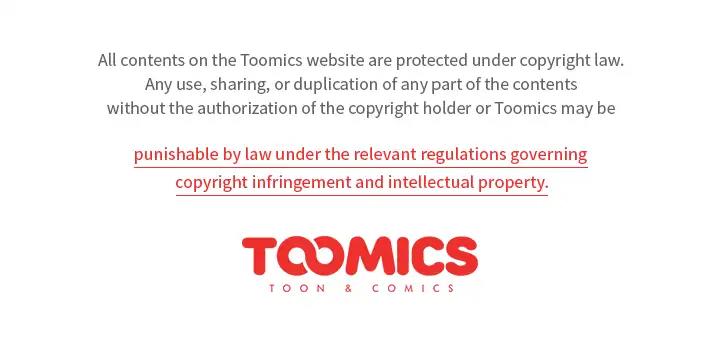 All contents on the Toomics website are protected under copyright law.
Any use, sharing, or duplication of any part of the contents
without the authorization of the copyright holder or Toomics may be
punishable by law under the relevant regulations governing
copyright infringement and intellectual property.
TOOMICS
TOON & COMICS